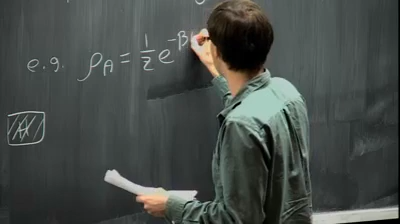 e.g. ρ_A = 1/Z e^{-β
A